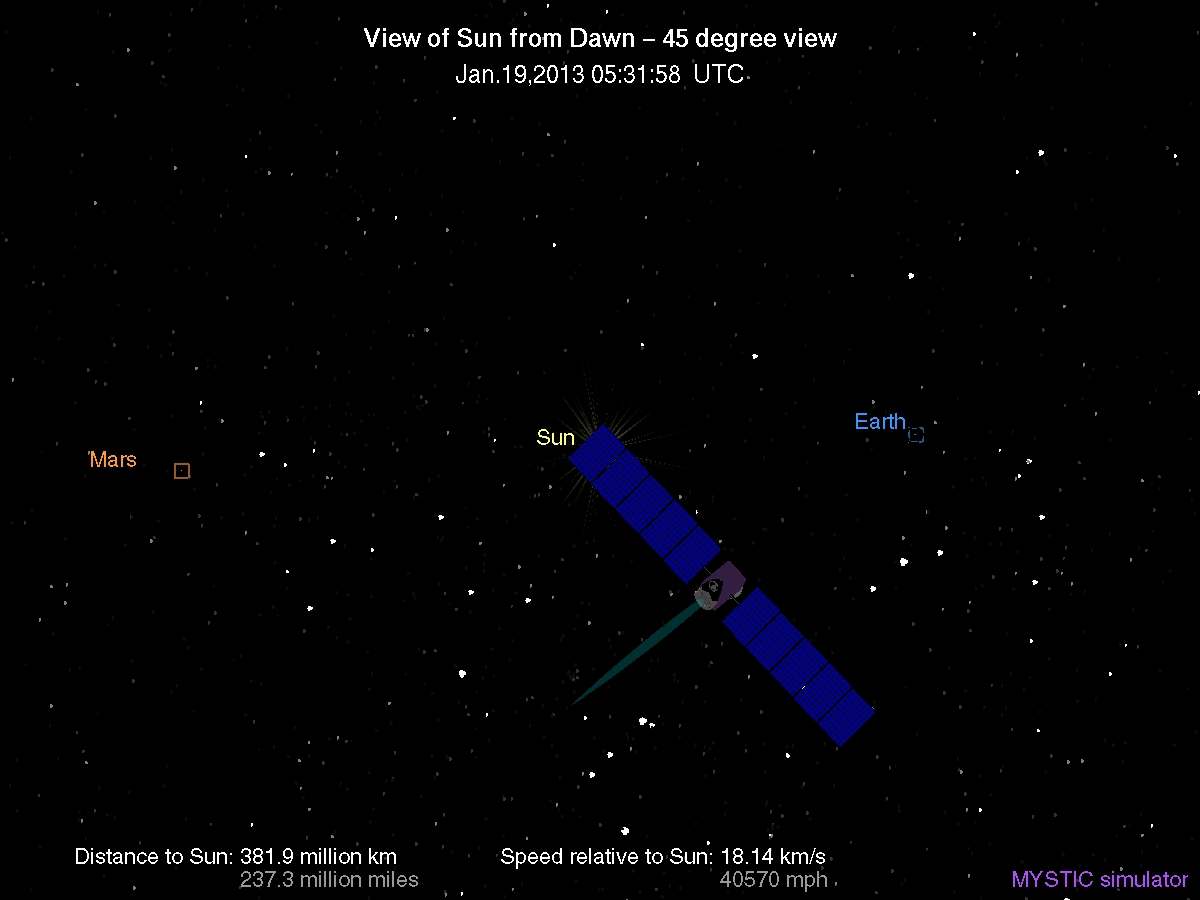 View of Sun from Dawn – 45 degree view
Jan.19,2013 05:31:58 UTC
Earth
Sun
Mars
Distance to Sun: 381.9 million km
237.3 million miles
Speed relative to Sun: 18.14 km/s
40570 mph
MYSTIC simulator